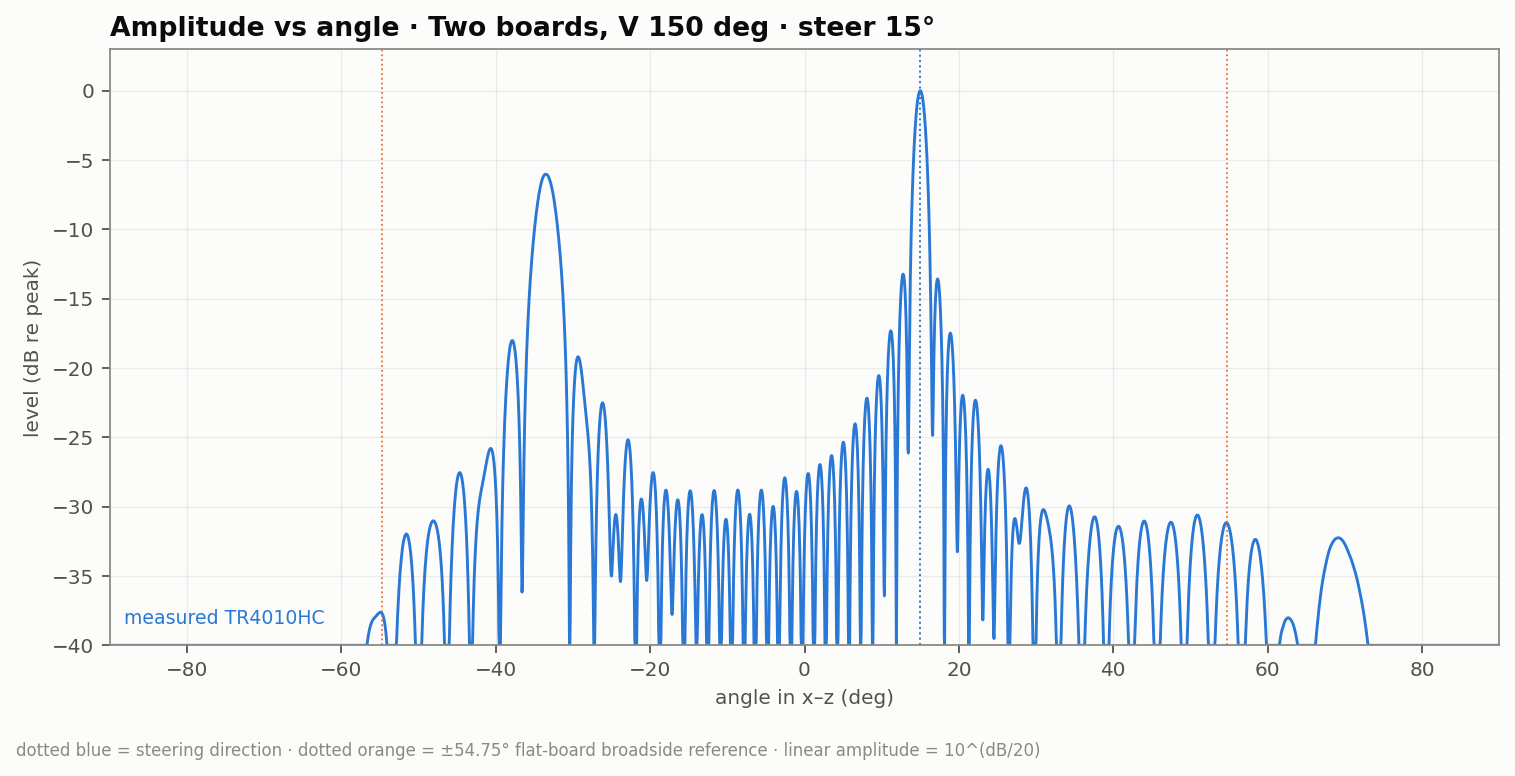 Amplitude vs angle · Two boards, V 150 deg · steer 15°
level (dB re peak)
0
−5
−10
−15
−20
−25
−30
−35
−40
measured TR4010HC
−80 −60 −40 −20 0 20 40 60 80
angle in x–z (deg)
dotted blue = steering direction · dotted orange = ±54.75° flat-board broadside reference · linear amplitude = 10^(dB/20)